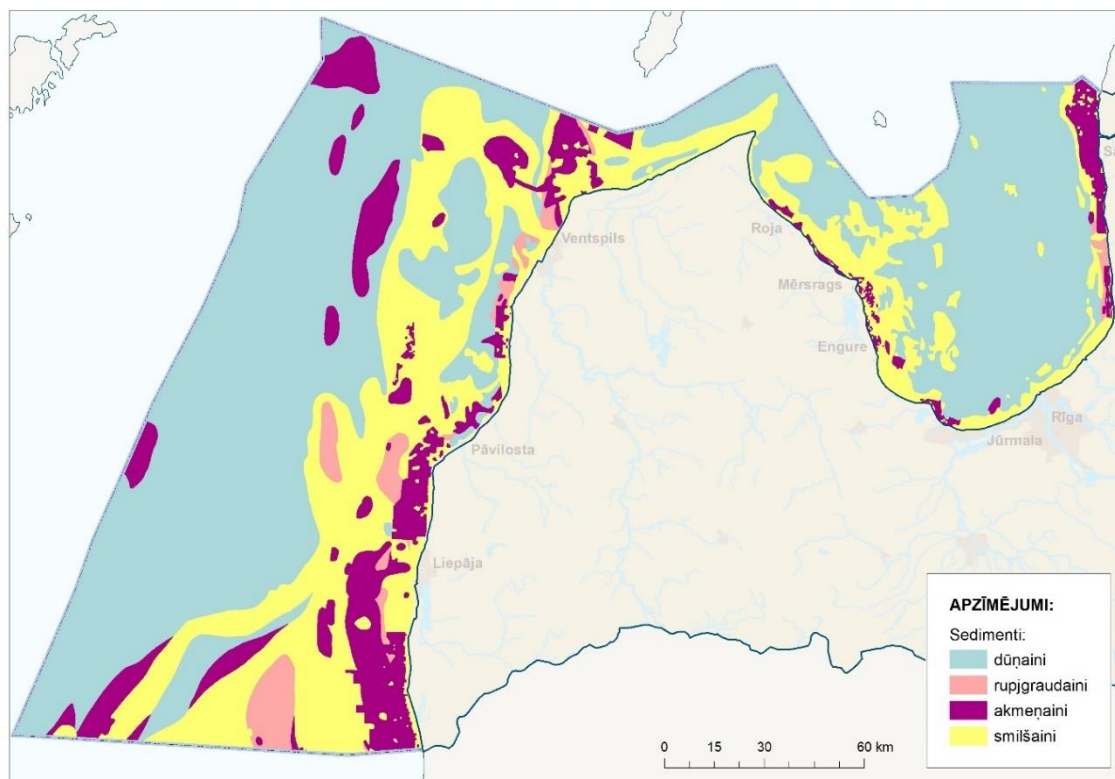 Ventspils
Roja
Mērsrags
Engure
Rīga
Jūrmala
Pāvilosta
Liepāja
APZĪMĒJUMI:
Sedimenti:
dūņaini
rupjgraudaini
akmeņaini
smilšaini
0 15 30 60 km